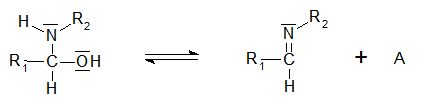 H R2 R2
N N
R1 C OH R1 C + A
H H